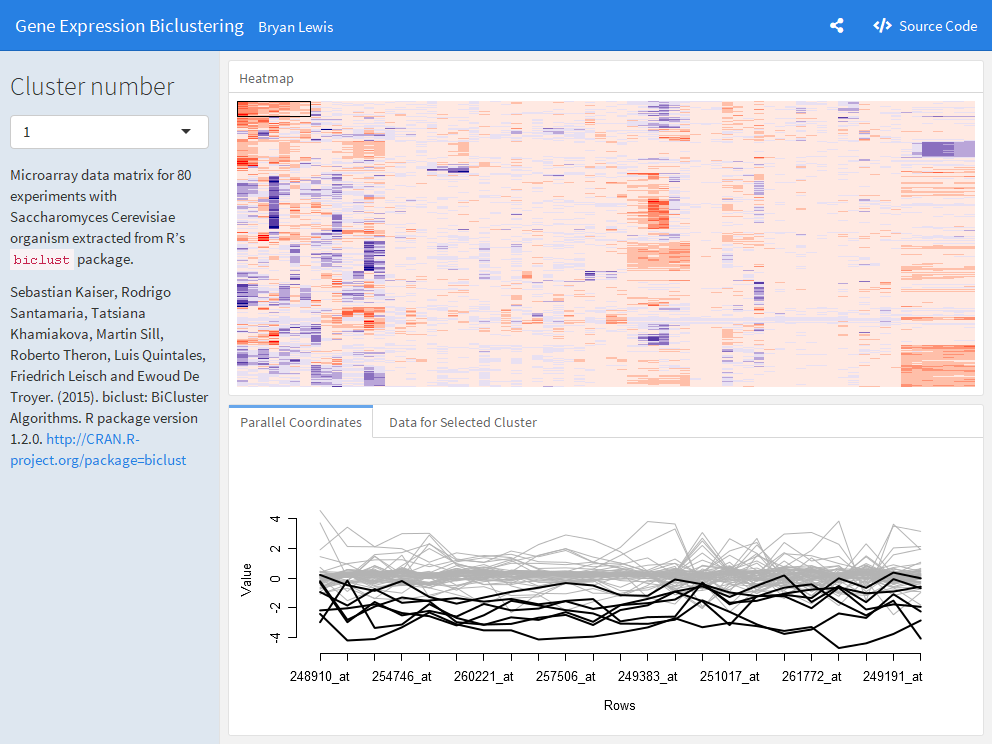 Gene Expression Biclustering Bryan Lewis
Source Code
Cluster number
1
Microarray data matrix for 80
experiments with
Saccharomyces Cerevisiae
organism extracted from R's
biclust package.
Sebastian Kaiser, Rodrigo
Santamaria, Tatsiana
Khamiakova, Martin Sill,
Roberto Theron, Luis Quintales,
Friedrich Leisch and Ewoud De
Troyer. (2015). biclust: BiCluster
Algorithms. R package version
1.2.0. http://CRAN.R-
project.org/package=biclust
Heatmap
Parallel Coordinates
Data for Selected Cluster
Value
4
2
0
-2
-4
248910_at 254746_at 260221_at 257506_at 249383_at 251017_at 261772_at 249191_at
Rows